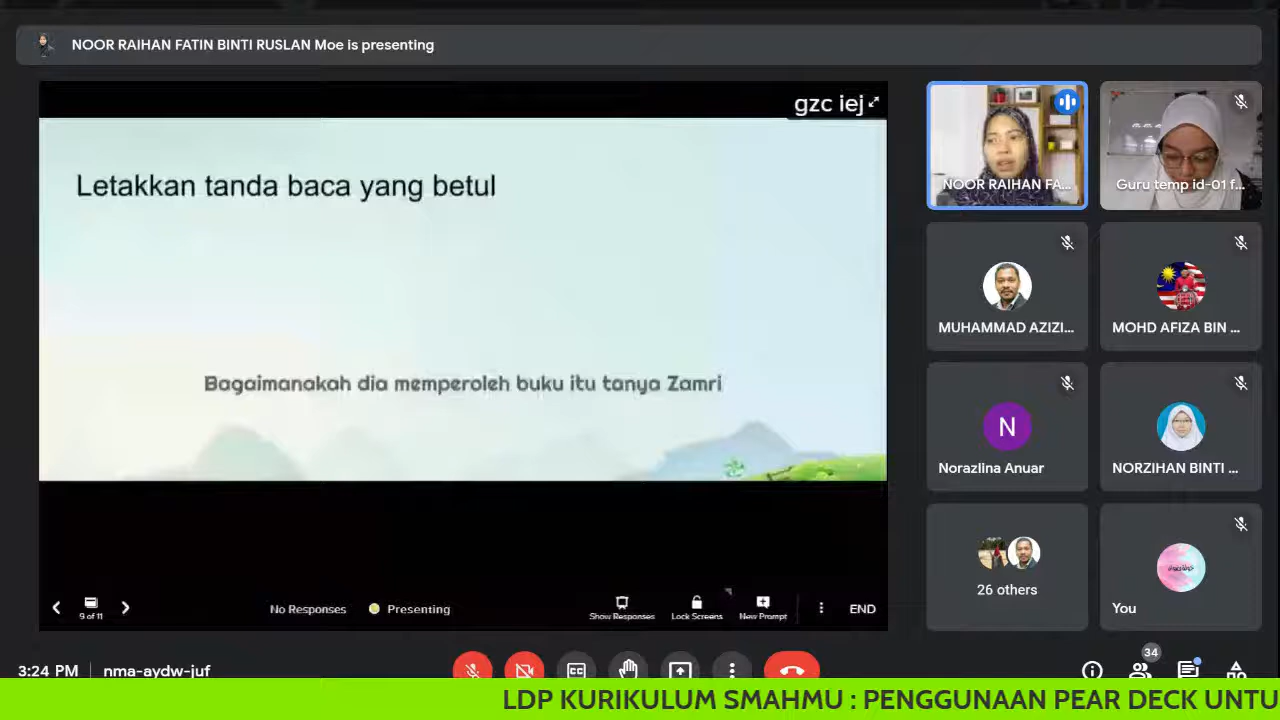 NOOR RAIHAN FATIN BINTI RUSLAN Moe is presenting
gzc iej
Letakkan tanda baca yang betul
Bagaimanakah dia memperoleh buku itu tanya Zamri
9 of 11
No Responses
Presenting
Show Responses
Lock Screens
New Prompt
END
NOOR RAIHAN FA...
Guru temp id-01 f...
MUHAMMAD AZIZI...
MOHD AFIZA BIN ...
N
Norazlina Anuar
NORZIHAN BINTI ...
26 others
You
3:24 PM | nma-aydw-juf
CC
34
LDP KURIKULUM SMAHMU : PENGGUNAAN PEAR DECK UNTU